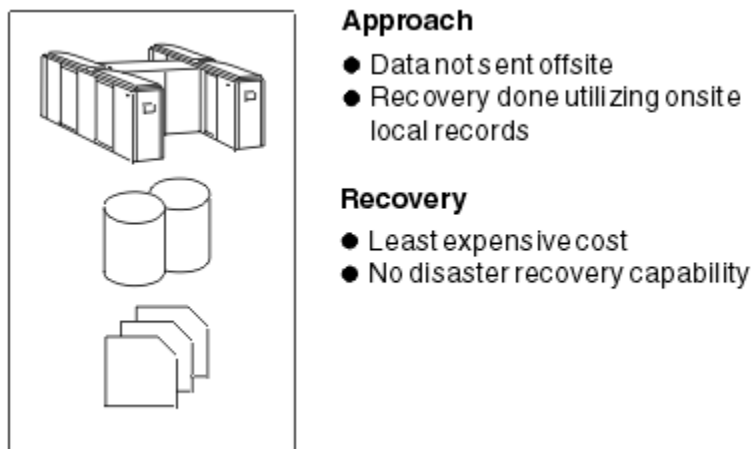 Approach
● Data not sent offsite
● Recovery done utilizing onsite
local records
Recovery
● Least expensive cost
● No disaster recovery capability